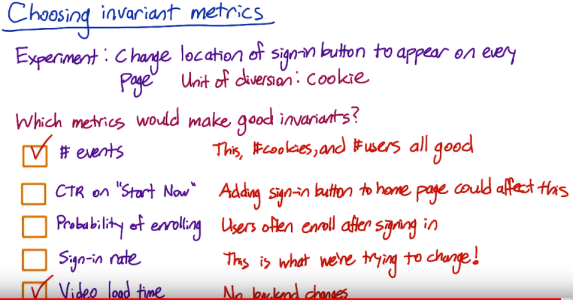 Choosing invariant metrics
Experiment: Change location of sign-in button to appear on every
page Unit of diversion: cookie
Which metrics would make good invariants?
# events This, #cookies, and #users all good
CTR on "Start Now" Adding sign-in button to home page could affect this
Probability of enrolling Users often enroll after signing in
Sign-in rate This is what we're trying to change!
Video load time No backend changes